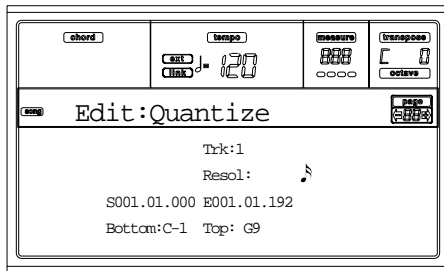 chord tempo measure transpose
ext
link
♩= 120 888 C 0
octave
song Edit:Quantize page
88
Trk:1
Resol: 𝅘𝅥𝅯
S001.01.000 E001.01.192
Bottom:C-1 Top: G9